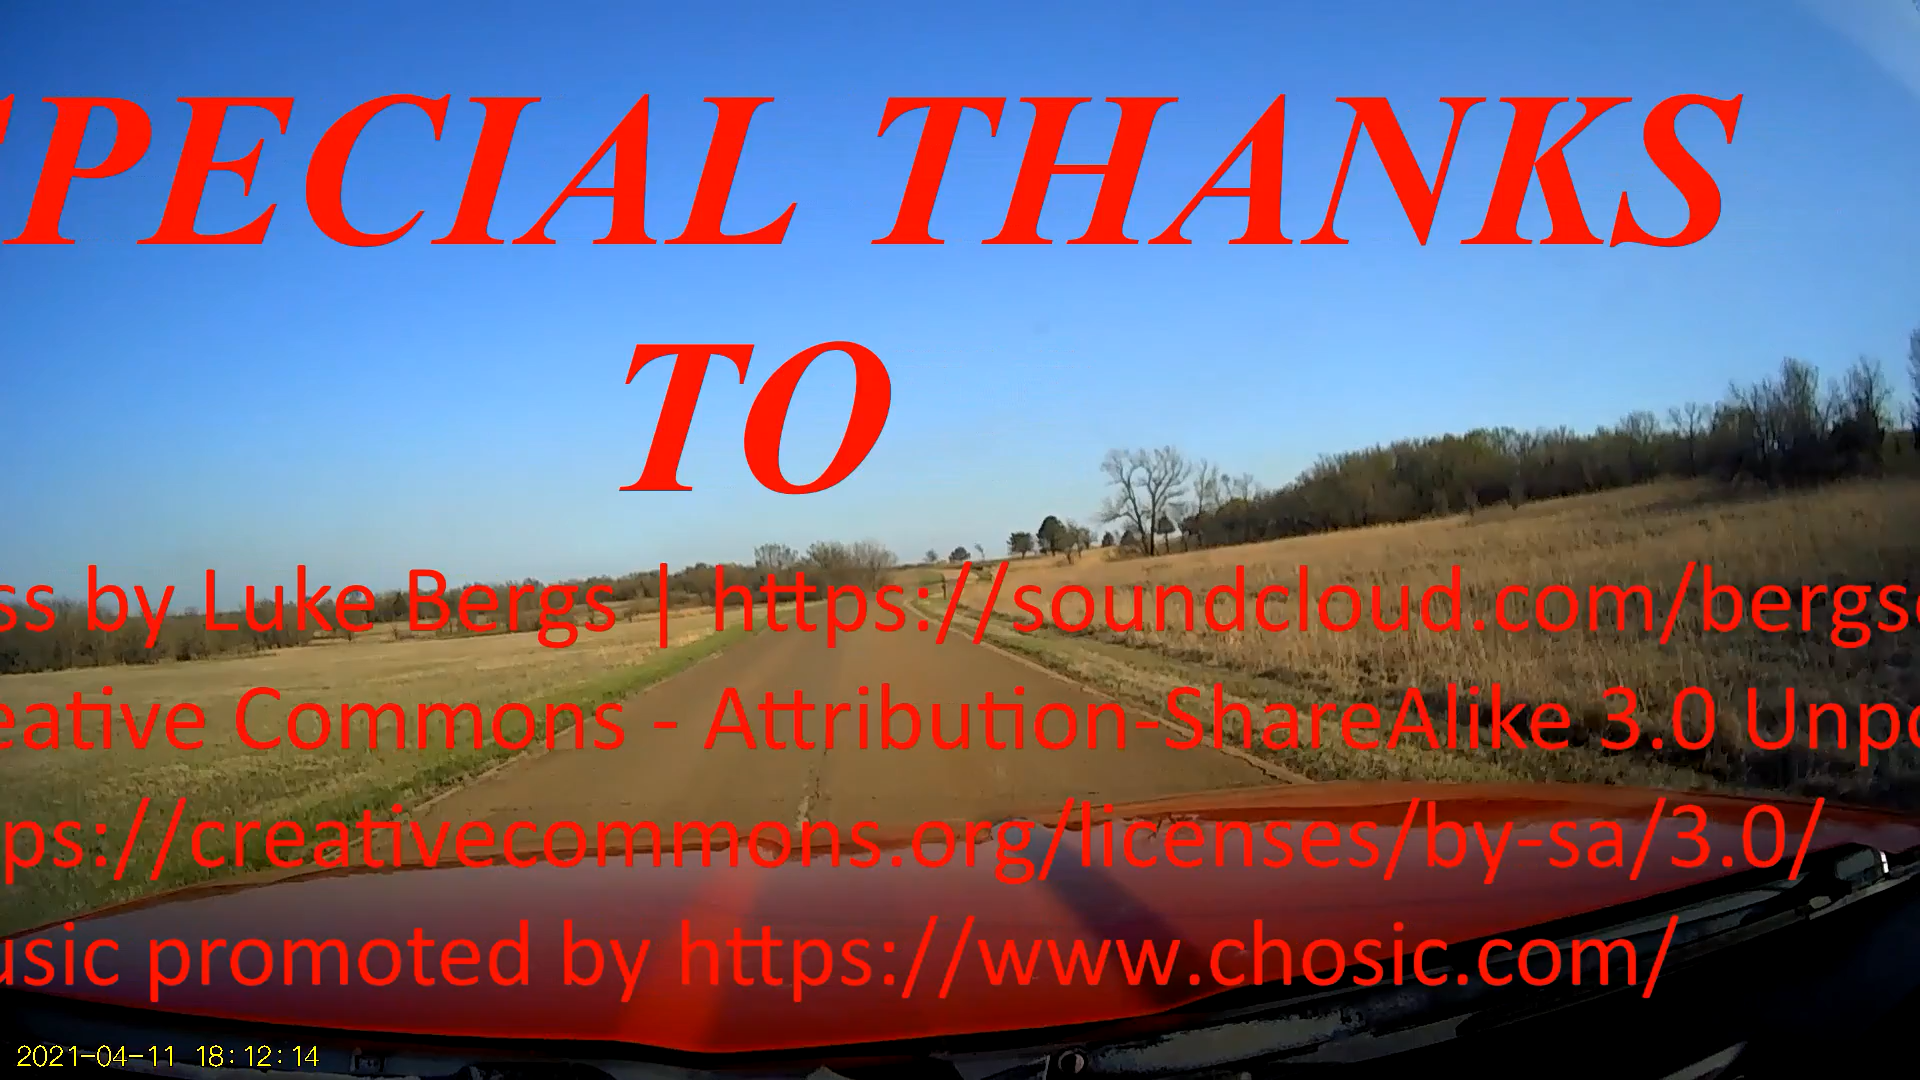 SPECIAL THANKS
TO
ss by Luke Bergs | https://soundcloud.com/bergs
eative Commons - Attribution-ShareAlike 3.0 Unpo
ps://creativecommons.org/licenses/by-sa/3.0/
usic promoted by https://www.chosic.com/
2021-04-11 18:12:14